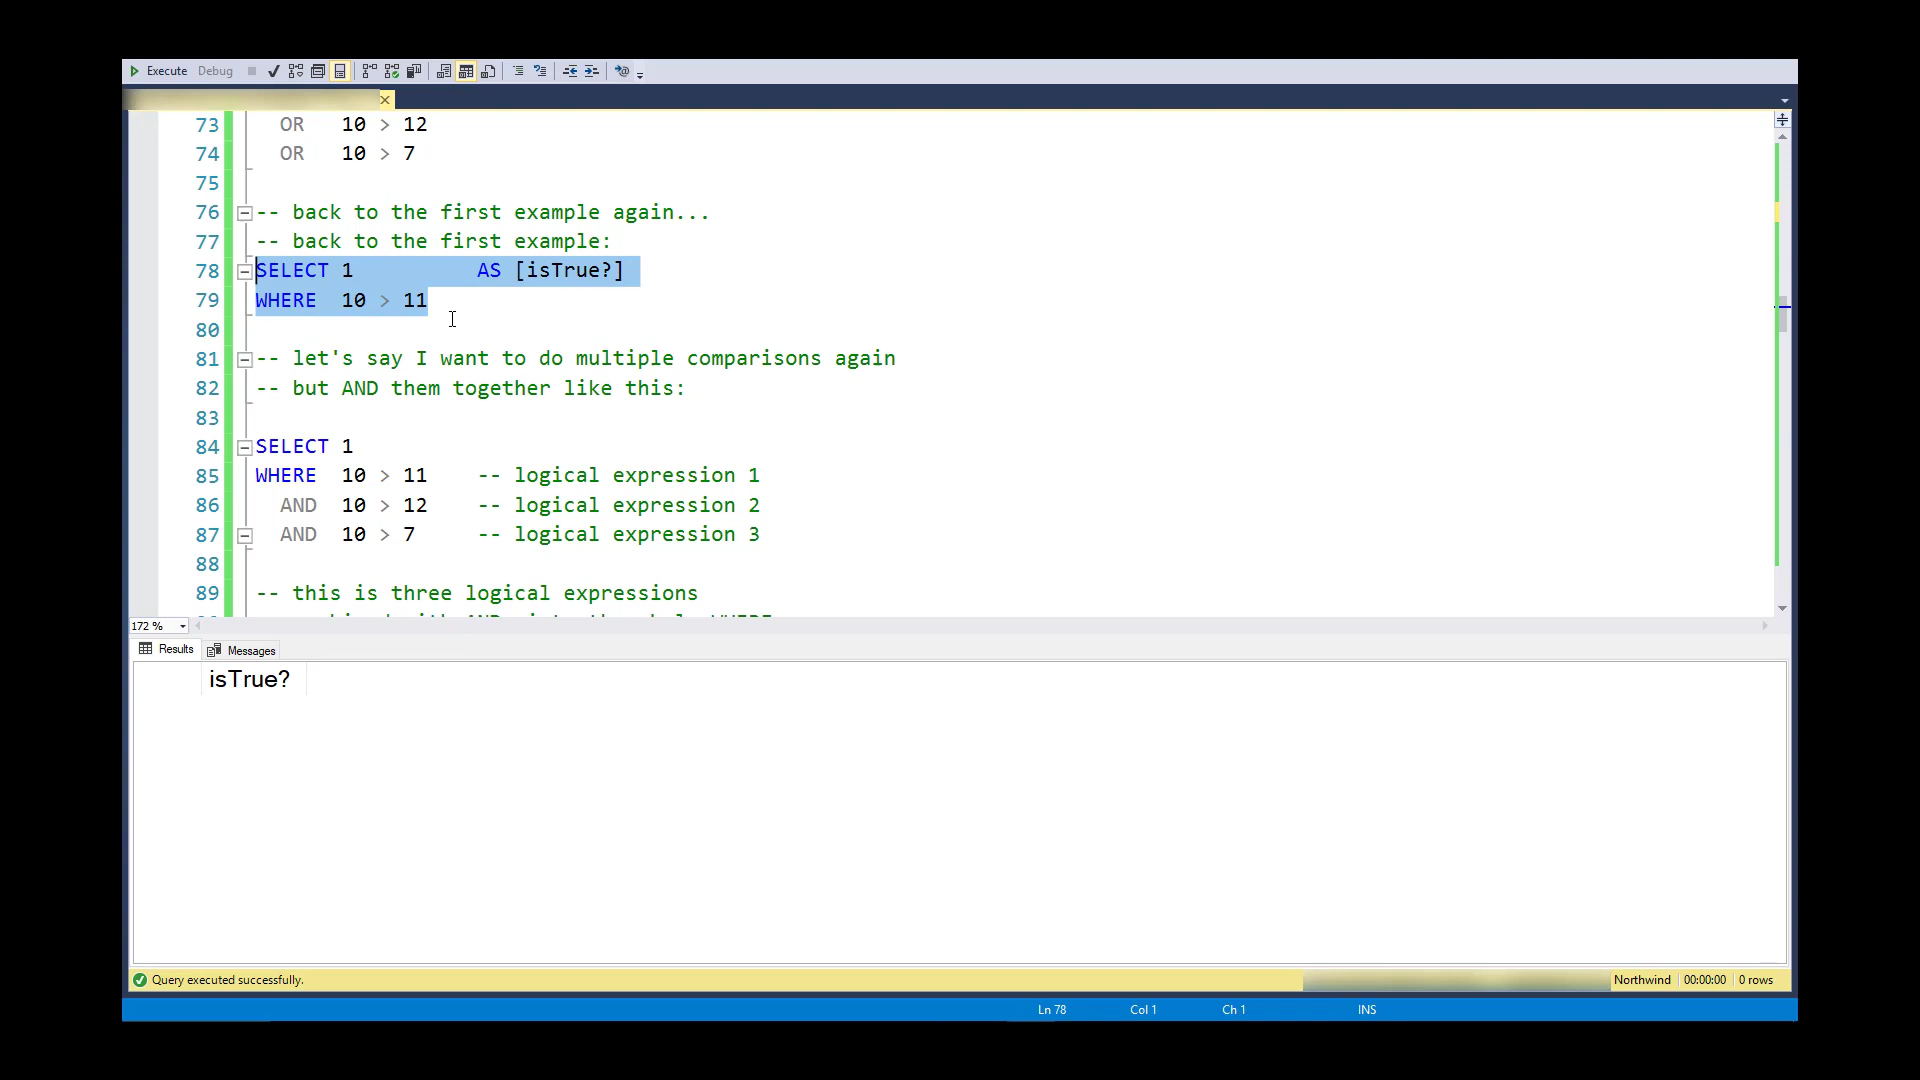 Execute Debug
73 OR 10 > 12
74 OR 10 > 7
75
76 -- back to the first example again...
77 -- back to the first example:
78 SELECT 1 AS [isTrue?]
79 WHERE 10 > 11
80
81 -- let's say I want to do multiple comparisons again
82 -- but AND them together like this:
83
84 SELECT 1
85 WHERE 10 > 11 -- logical expression 1
86 AND 10 > 12 -- logical expression 2
87 AND 10 > 7 -- logical expression 3
88
89 -- this is three logical expressions
172 %
Results Messages
isTrue?
Query executed successfully. Northwind 00:00:00 0 rows
Ln 78 Col 1 Ch 1 INS